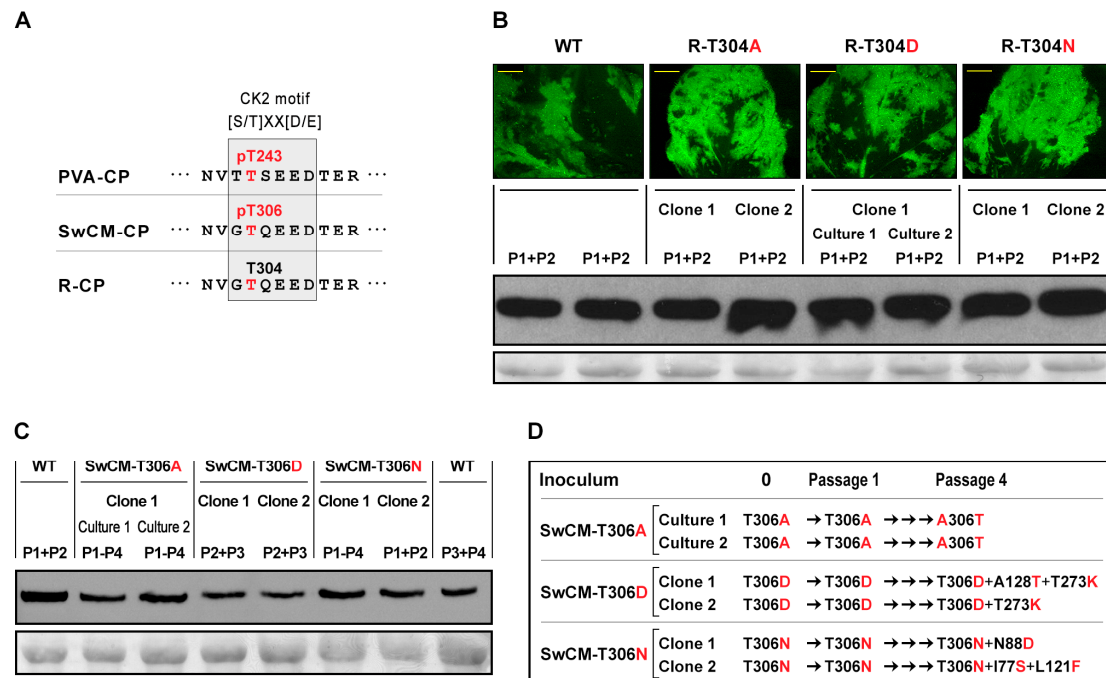 A
CK2 motif
[S/T]XX[D/E]
pT243
PVA-CP ··· NVTTSEEDTER ···
pT306
SwCM-CP ··· NVGTQEEDTER ···
T304
R-CP ··· NVGTQEEDTER ···
B
WT R-T304A R-T304D R-T304N
Clone 1 Clone 2 Clone 1 Clone 1 Clone 2
Culture 1 Culture 2
P1+P2 P1+P2 P1+P2 P1+P2 P1+P2 P1+P2 P1+P2 P1+P2
C
WT SwCM-T306A SwCM-T306D SwCM-T306N WT
Clone 1 Clone 1 Clone 2 Clone 1 Clone 2
Culture 1 Culture 2
P1+P2 P1-P4 P1-P4 P2+P3 P2+P3 P1-P4 P1+P2 P3+P4
D
Inoculum 0 Passage 1 Passage 4
SwCM-T306A
Culture 1 T306A → T306A → → → A306T
Culture 2 T306A → T306A → → → A306T
SwCM-T306D
Clone 1 T306D → T306D → → → T306D+A128T+T273K
Clone 2 T306D → T306D → → → T306D+T273K
SwCM-T306N
Clone 1 T306N → T306N → → → T306N+N88D
Clone 2 T306N → T306N → → → T306N+I77S+L121F